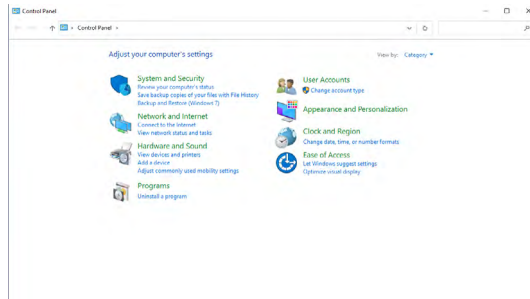 Control Panel
Control Panel
Adjust your computer's settings
View by: Category
System and Security
Review your computer's status
Save backup copies of your files with File History
Backup and Restore (Windows 7)
Network and Internet
Connect to the Internet
View network status and tasks
Hardware and Sound
View devices and printers
Add a device
Adjust commonly used mobility settings
Programs
Uninstall a program
User Accounts
Change account type
Appearance and Personalization
Clock and Region
Change date, time, or number formats
Ease of Access
Let Windows suggest settings
Optimize visual display